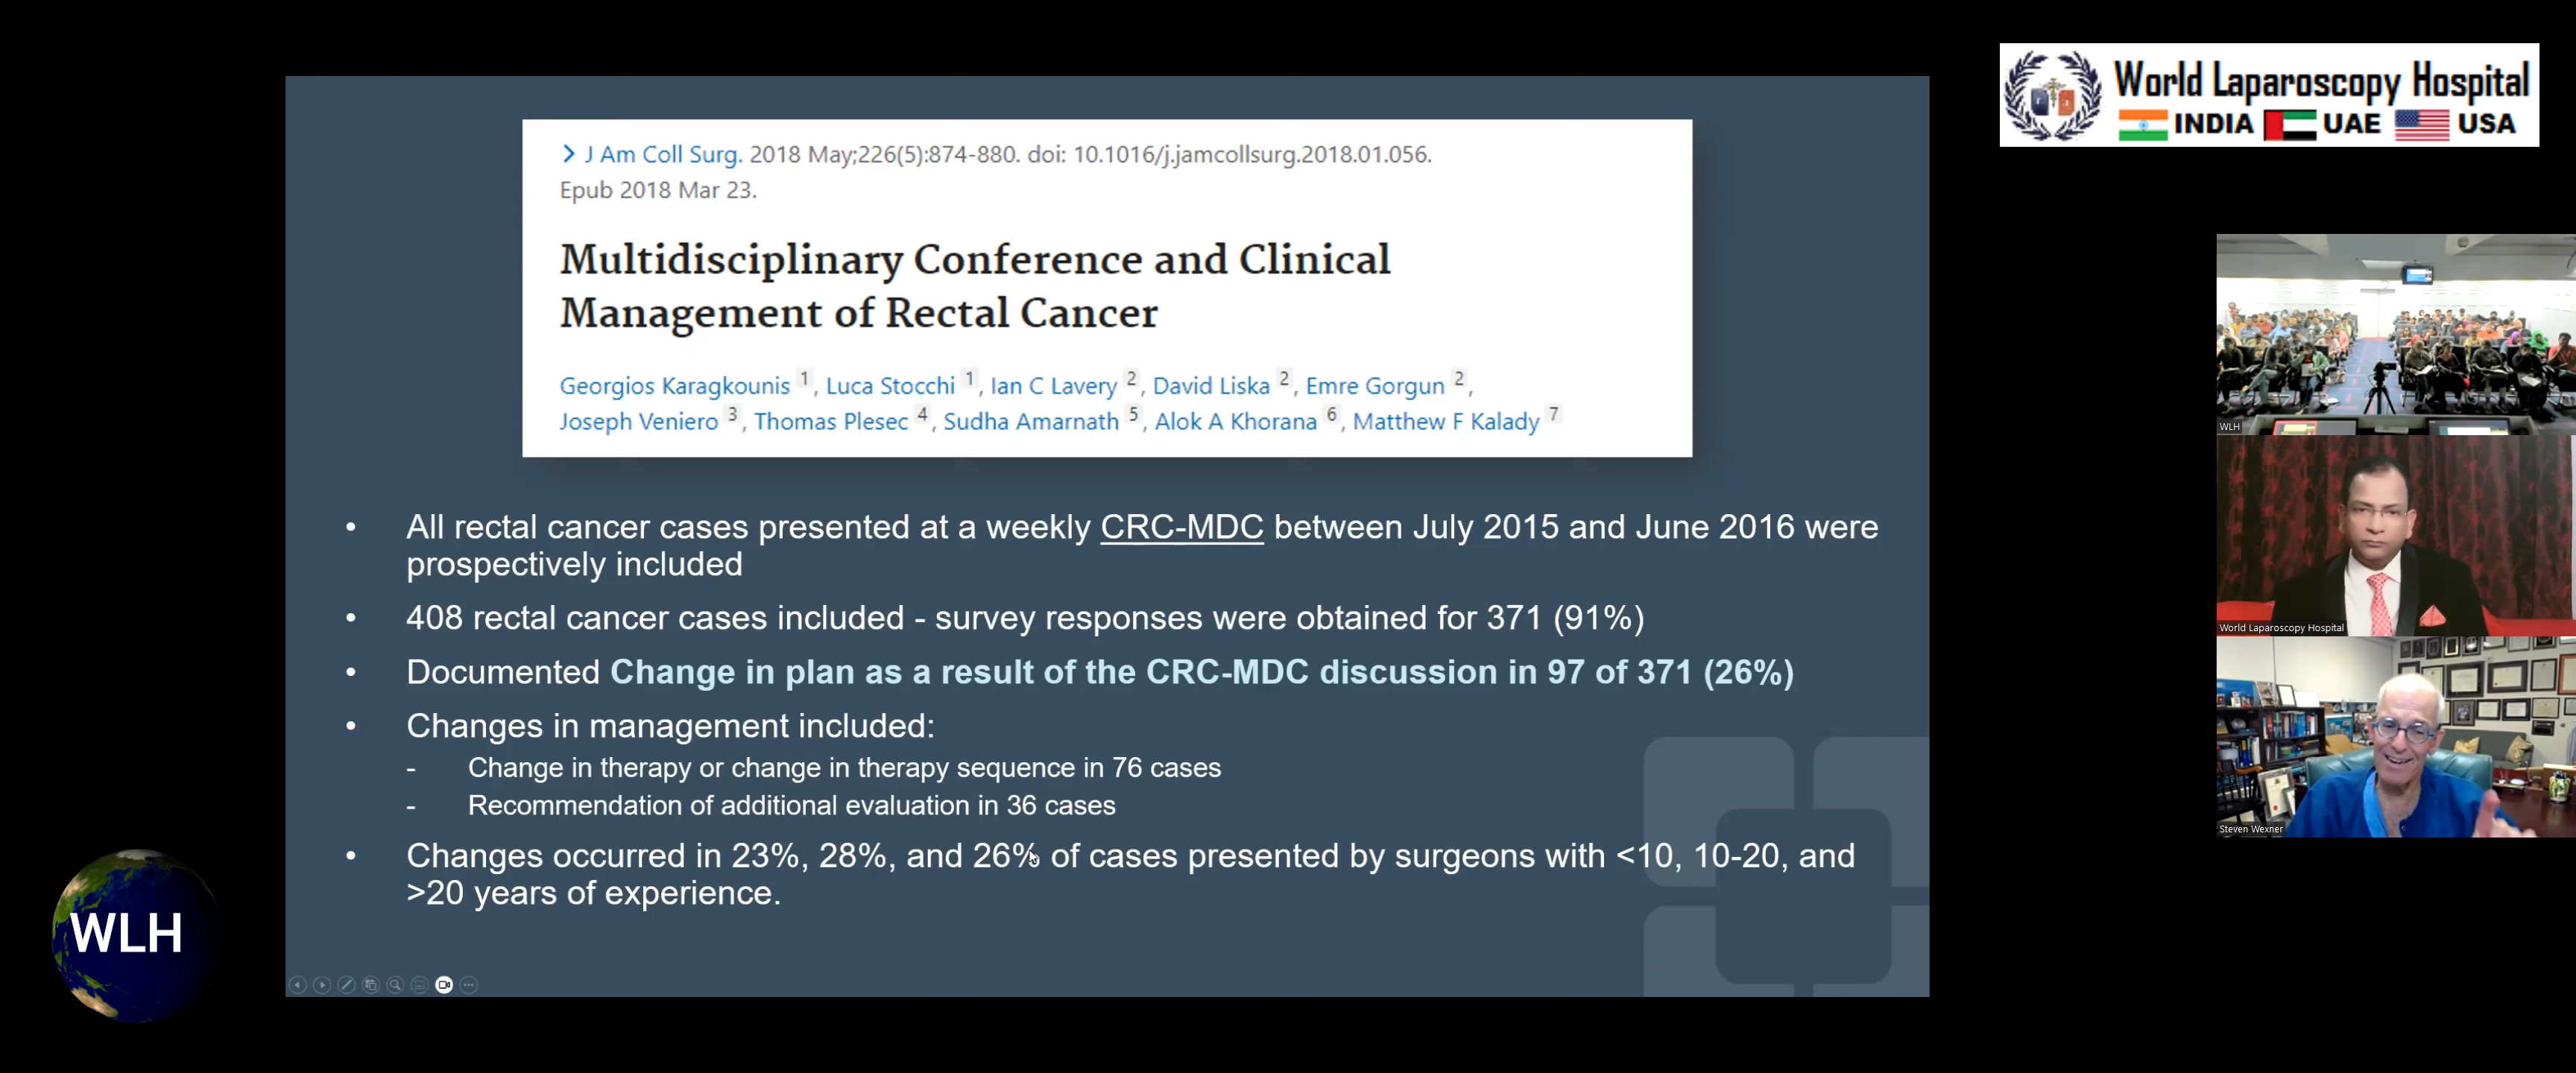 World Laparoscopy Hospital
INDIA UAE USA
J Am Coll Surg. 2018 May;226(5):874-880. doi: 10.1016/j.jamcollsurg.2018.01.056.
Epub 2018 Mar 23.
Multidisciplinary Conference and Clinical
Management of Rectal Cancer
Georgios Karagkounis 1, Luca Stocchi 1, Ian C Lavery 2, David Liska 2, Emre Gorgun 2,
Joseph Veniero 3, Thomas Plesec 4, Sudha Amarnath 5, Alok A Khorana 6, Matthew F Kalady 7
• All rectal cancer cases presented at a weekly CRC-MDC between July 2015 and June 2016 were
prospectively included
• 408 rectal cancer cases included - survey responses were obtained for 371 (91%)
• Documented Change in plan as a result of the CRC-MDC discussion in 97 of 371 (26%)
• Changes in management included:
- Change in therapy or change in therapy sequence in 76 cases
- Recommendation of additional evaluation in 36 cases
• Changes occurred in 23%, 28%, and 26% of cases presented by surgeons with <10, 10-20, and
>20 years of experience.
WLH
WLH
World Laparoscopy Hospital
Steven Wexner